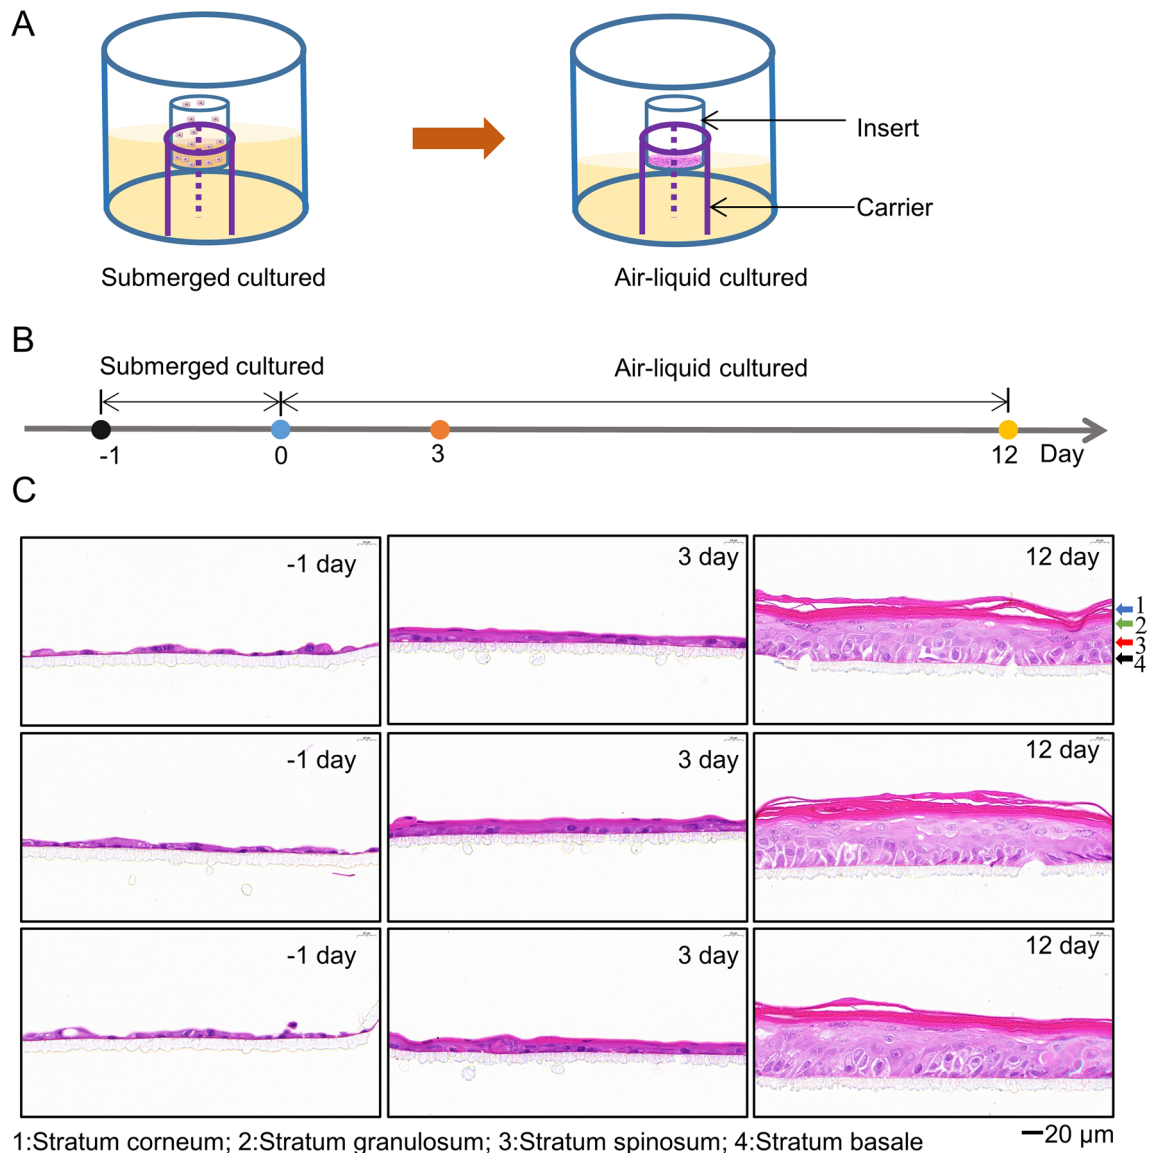 A
Insert
Carrier
Submerged cultured
Air-liquid cultured
B
Submerged cultured
Air-liquid cultured
-1
0
3
12
Day
C
-1 day
3 day
12 day
1
2
3
4
-1 day
3 day
12 day
-1 day
3 day
12 day
1:Stratum corneum; 2:Stratum granulosum; 3:Stratum spinosum; 4:Stratum basale
20 μm